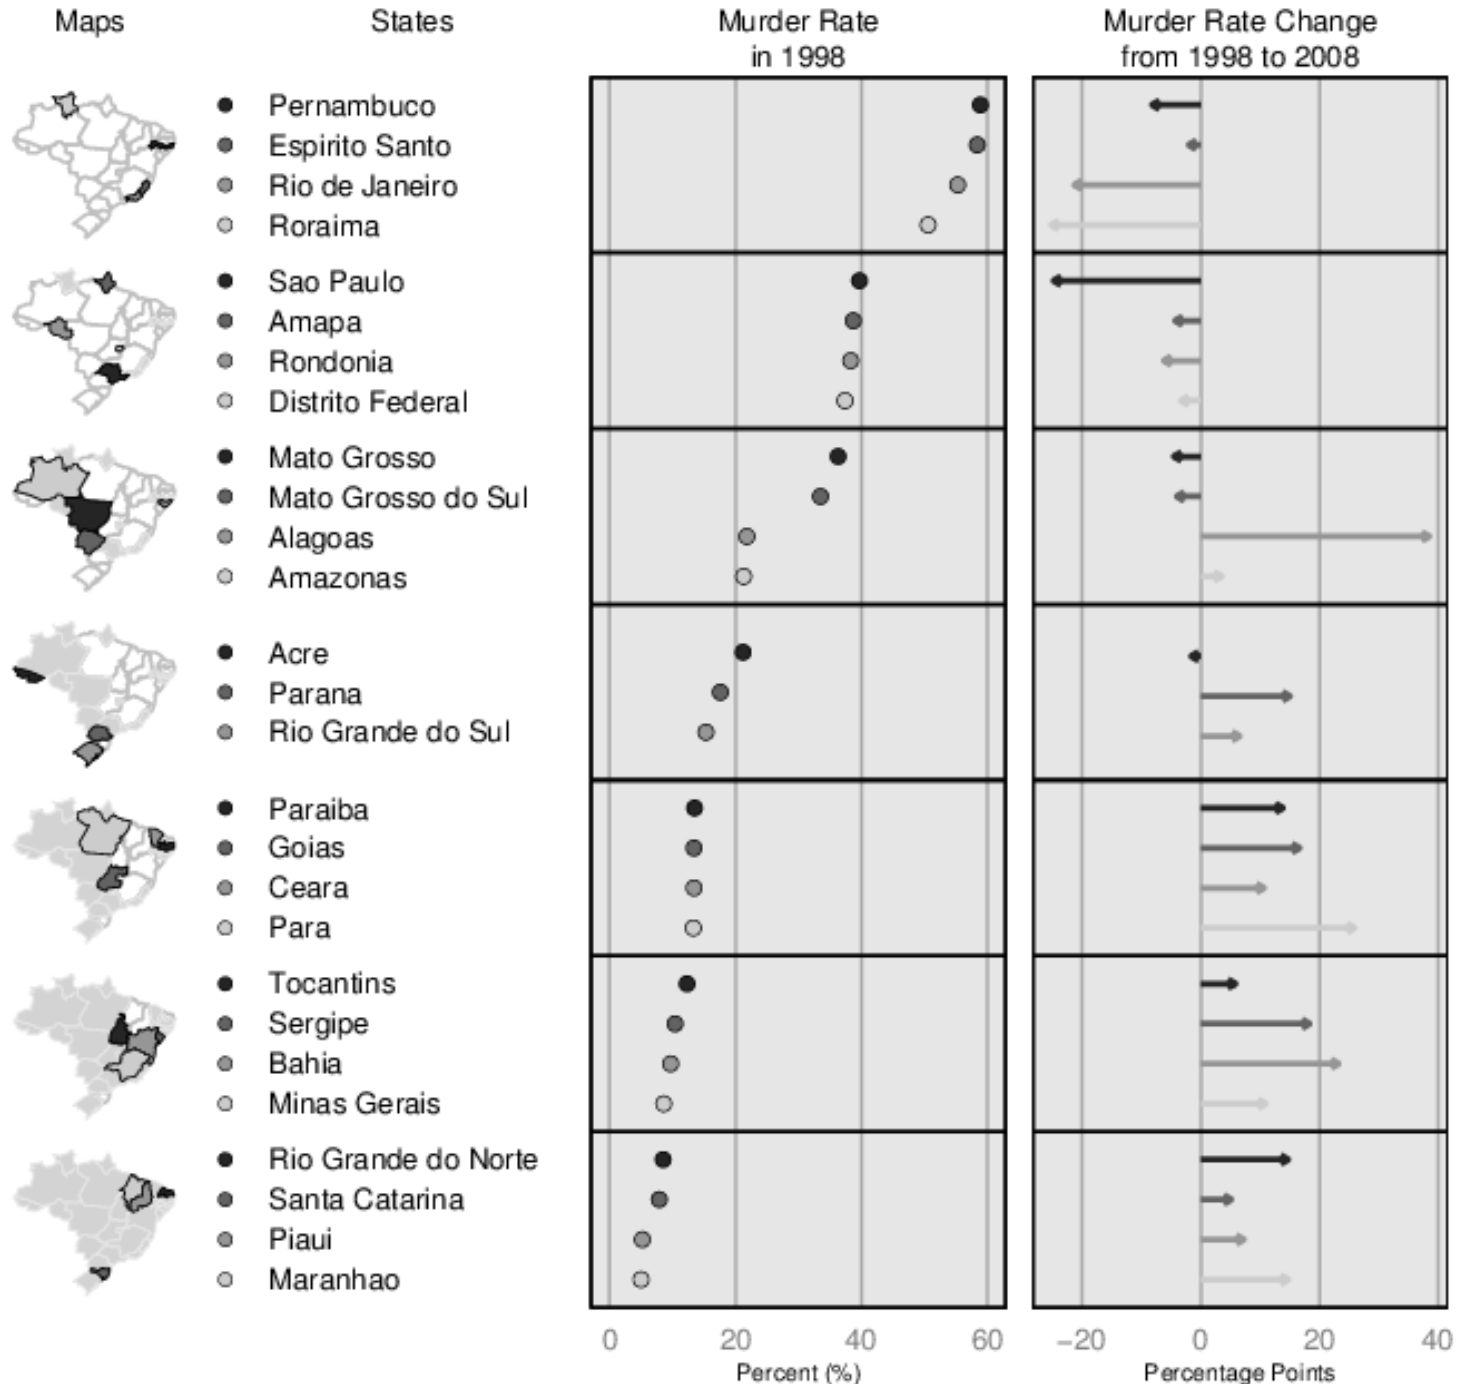 Maps
States
Murder Rate
in 1998
Murder Rate Change
from 1998 to 2008
Pernambuco
Espirito Santo
Rio de Janeiro
Roraima
Sao Paulo
Amapa
Rondonia
Distrito Federal
Mato Grosso
Mato Grosso do Sul
Alagoas
Amazonas
Acre
Parana
Rio Grande do Sul
Paraiba
Goias
Ceara
Para
Tocantins
Sergipe
Bahia
Minas Gerais
Rio Grande do Norte
Santa Catarina
Piaui
Maranhao
0 20 40 60
Percent (%)
−20 0 20 40
Percentage Points